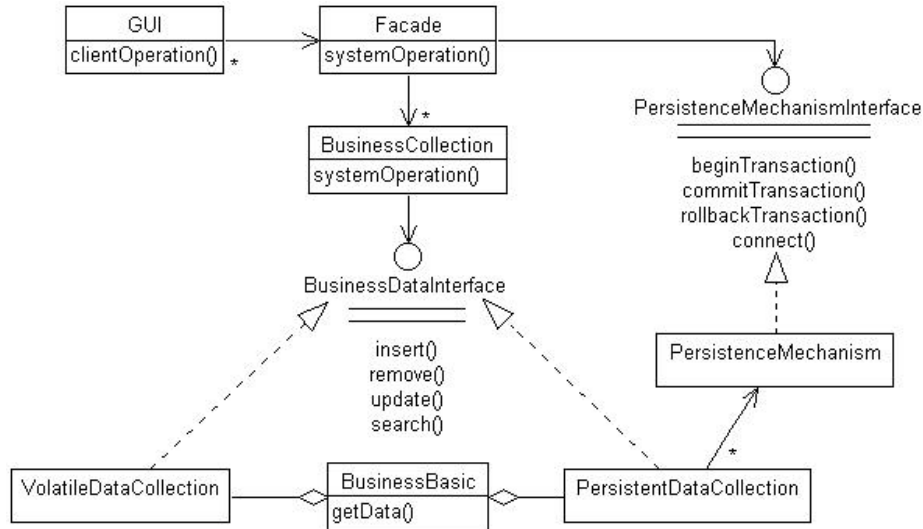 GUI
clientOperation()
*
Facade
systemOperation()
*
BusinessCollection
systemOperation()
PersistenceMechanismInterface
beginTransaction()
commitTransaction()
rollbackTransaction()
connect()
BusinessDataInterface
insert()
remove()
update()
search()
PersistenceMechanism
*
VolatileDataCollection
BusinessBasic
getData()
PersistentDataCollection